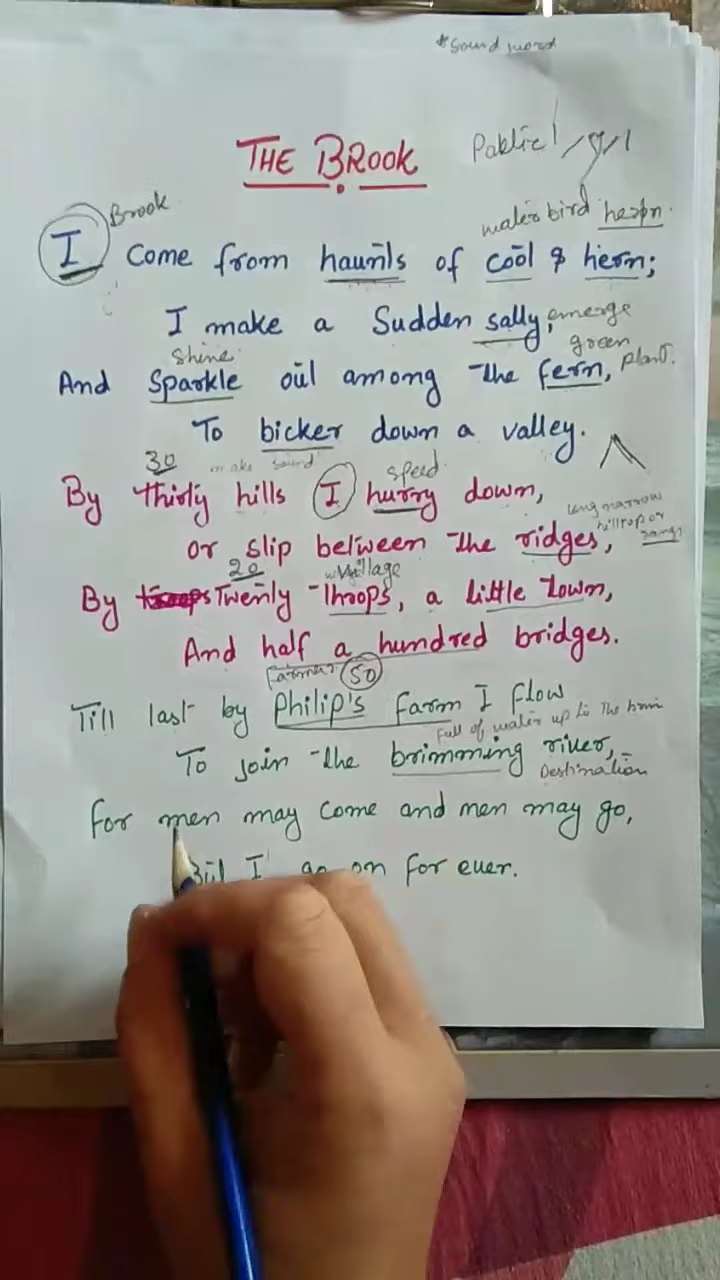 *Sound word
THE BROOK
Brook
water bird hern.
I Come from haunts of cool & hern;
I make a Sudden sally, emerge
shine green
And Sparkle out among the fern, plant.
To bicker down a valley.
30 make sound speed
By thirty hills I hurry down,
long narrow
hilltop or
or slip between the ridges,
20 village
By Twenty throps, a little town,
And half a hundred bridges.
Farmer 50
Till last by Philip's farm I flow
full of water up to the brim
To join the brimming river,
Destination
for men may come and men may go,
But I go on for ever.